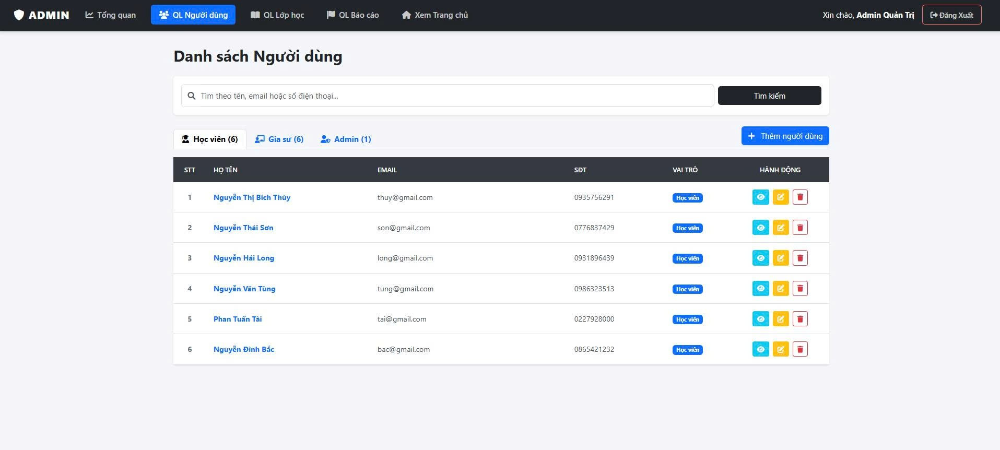 ADMIN Tổng quan QL Người dùng QL Lớp học QL Báo cáo Xem Trang chủ Xin chào, Admin Quản Trị Đăng Xuất
Danh sách Người dùng
Tìm theo tên, email hoặc số điện thoại... Tìm kiếm
Học viên (6) Gia sư (6) Admin (1) Thêm người dùng
STT HỌ TÊN EMAIL SĐT VAI TRÒ HÀNH ĐỘNG
1 Nguyễn Thị Bích Thùy thuy@gmail.com 0935756291 Học viên
2 Nguyễn Thái Sơn son@gmail.com 0776837429 Học viên
3 Nguyễn Hải Long long@gmail.com 0931896439 Học viên
4 Nguyễn Văn Tùng tung@gmail.com 0986323513 Học viên
5 Phan Tuấn Tài tai@gmail.com 0227928000 Học viên
6 Nguyễn Đình Bắc bac@gmail.com 0865421232 Học viên